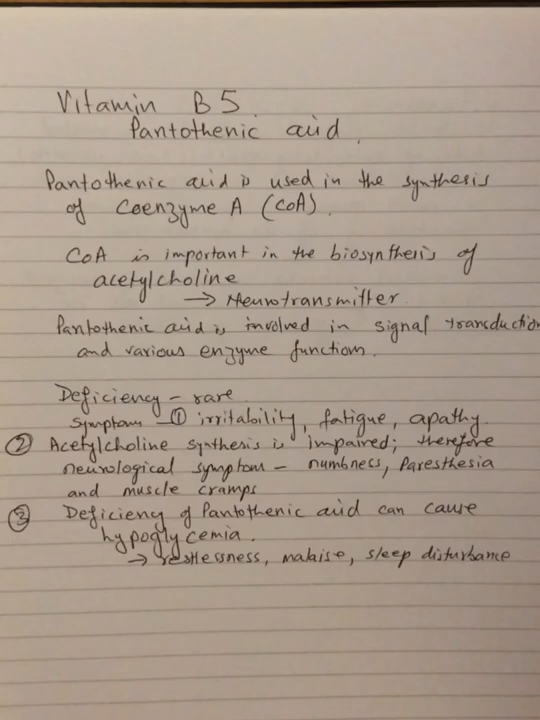 Vitamin B5
Pantothenic acid.
Pantothenic acid is used in the synthesis
of Coenzyme A (CoA).
CoA is important in the biosynthesis of
acetylcholine
→ Neurotransmitter.
Pantothenic acid is involved in signal transduction
and various enzyme function.
Deficiency - rare
Symptom - ① irritability, fatigue, apathy.
② Acetylcholine synthesis is impaired; therefore
neurological symptom - numbness, Paresthesia
and muscle cramps
③ Deficiency of Pantothenic acid can cause
hypoglycemia.
→ restlessness, malaise, sleep disturbance